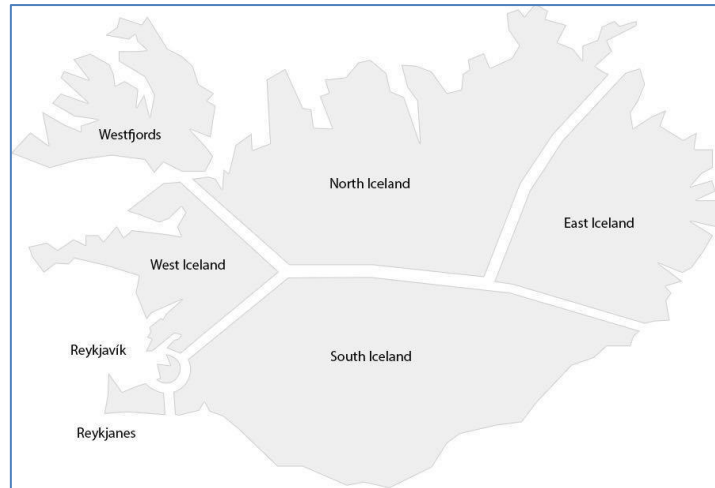 Westfjords
North Iceland
East Iceland
West Iceland
Reykjavík
South Iceland
Reykjanes